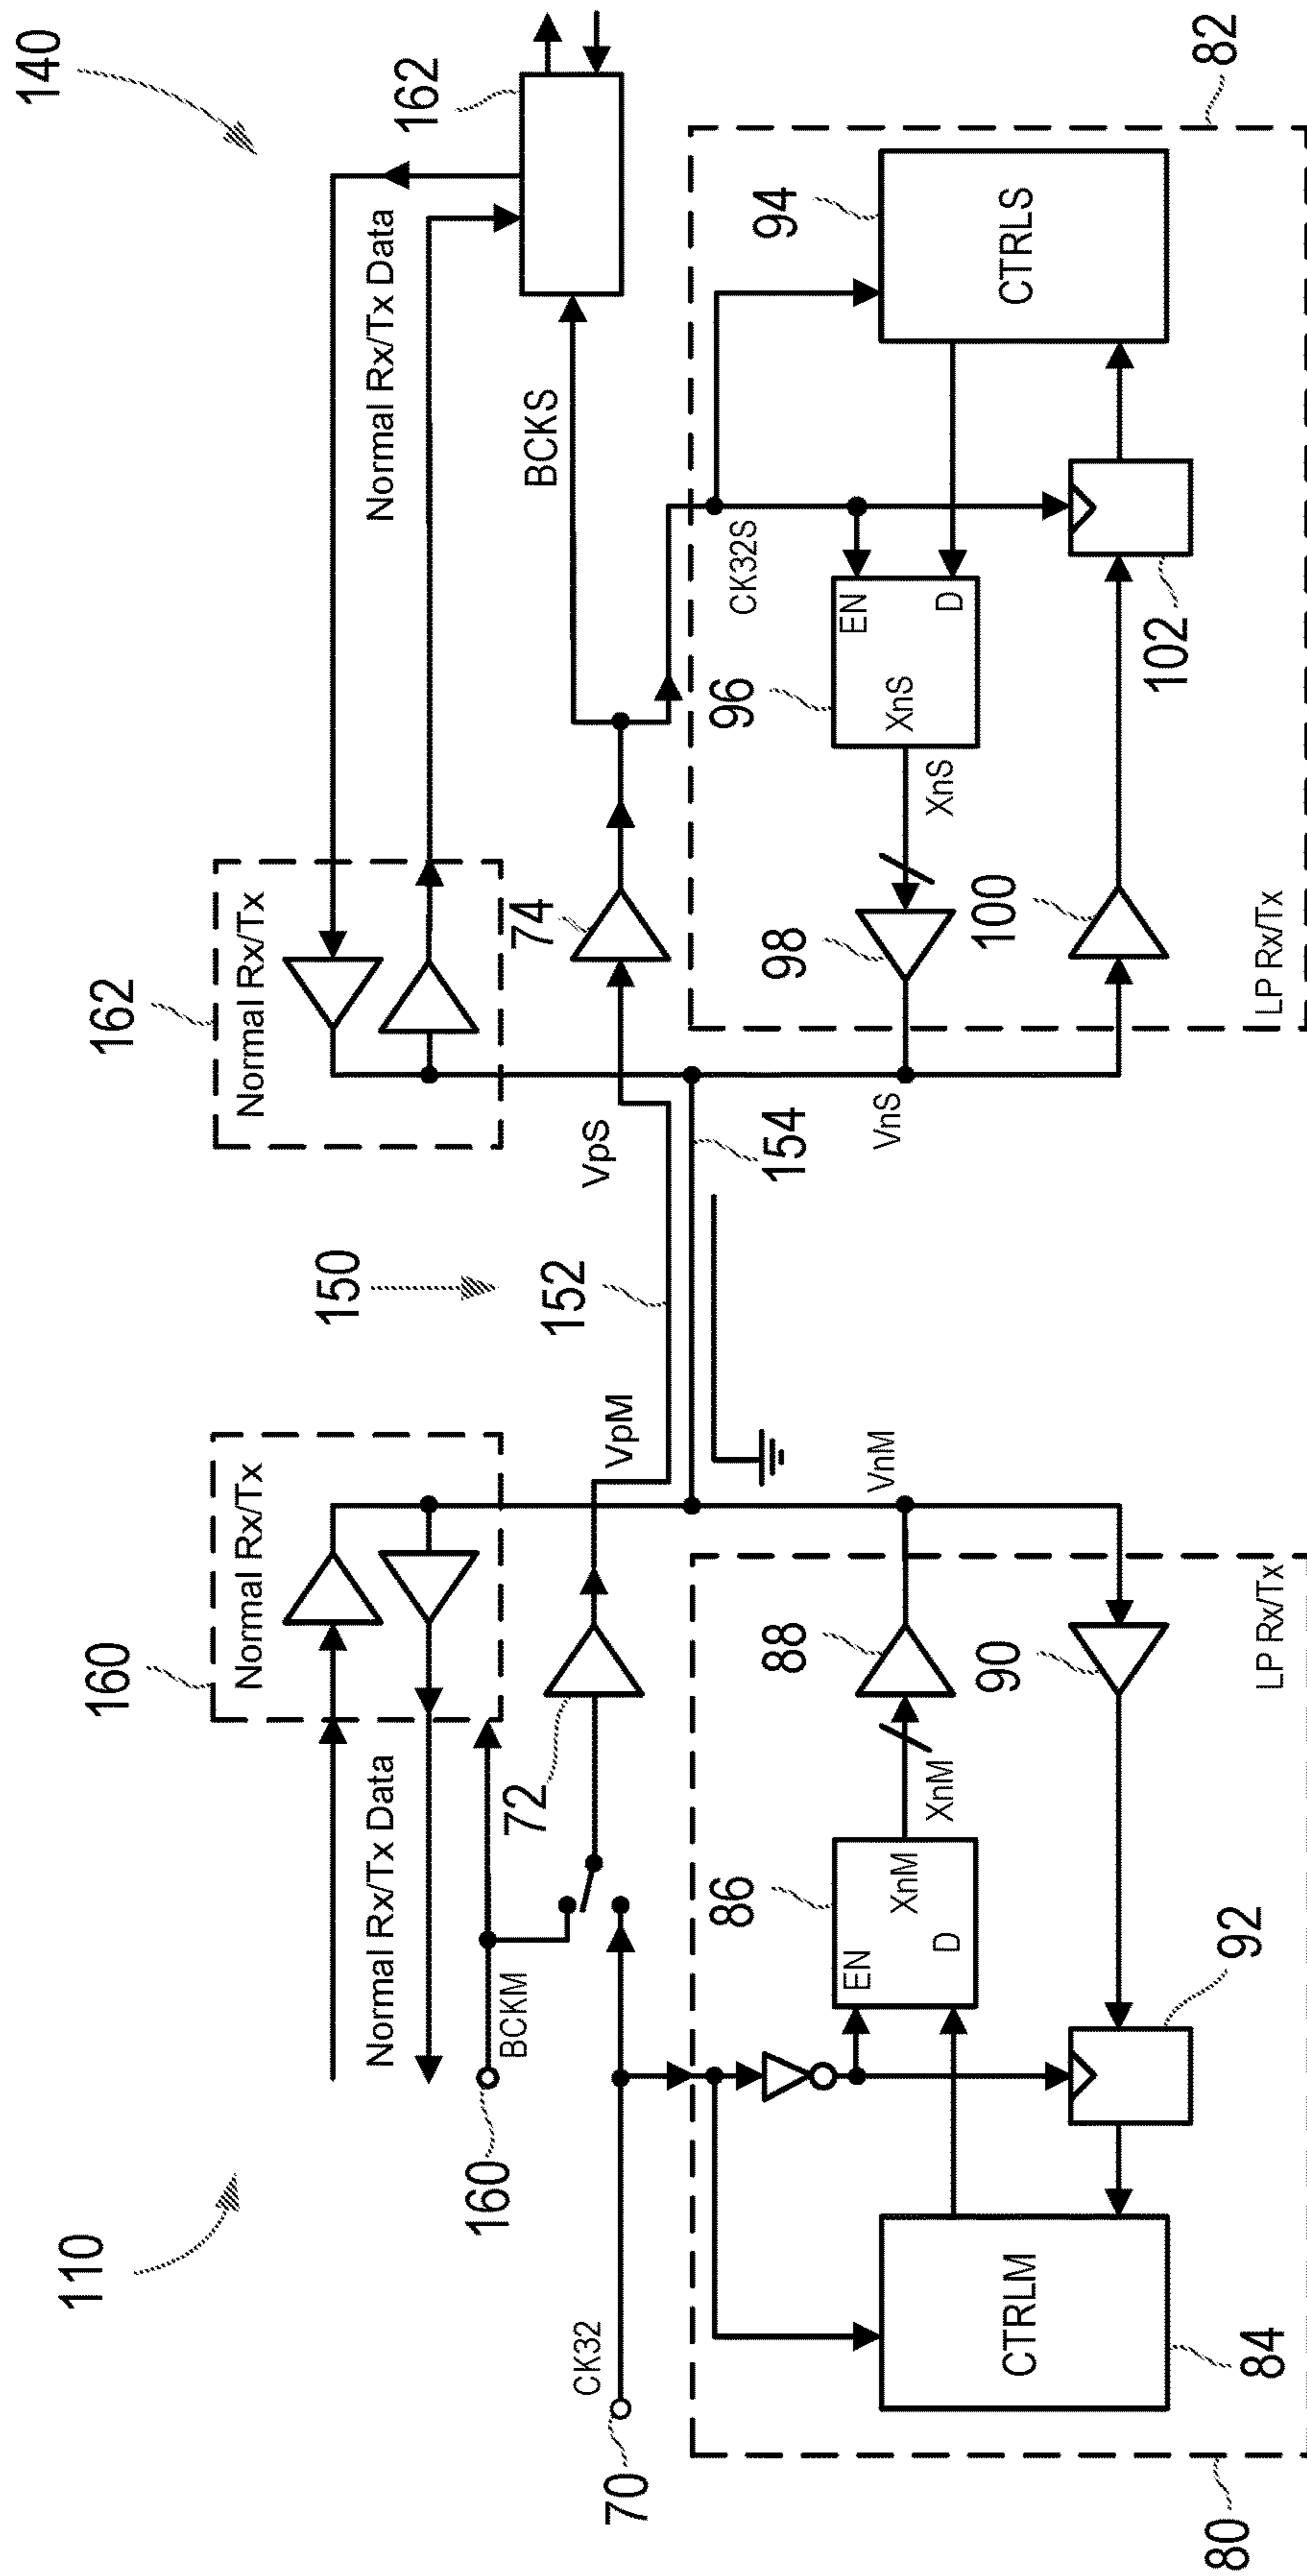 110
140
160
Normal Rx/Tx
162
Normal Rx/Tx
Normal Rx/Tx Data
150
Normal Rx/Tx Data
162
160
BCKM
72
VpM
152
VpS
74
BCKS
70
CK32
CK32S
86
EN
D
XnM
XnM
88
VnM
154
VnS
98
XnS
96
XnS
EN
D
94
CTRLS
CTRLM
84
92
90
100
102
LP Rx/Tx
LP Rx/Tx
80
82